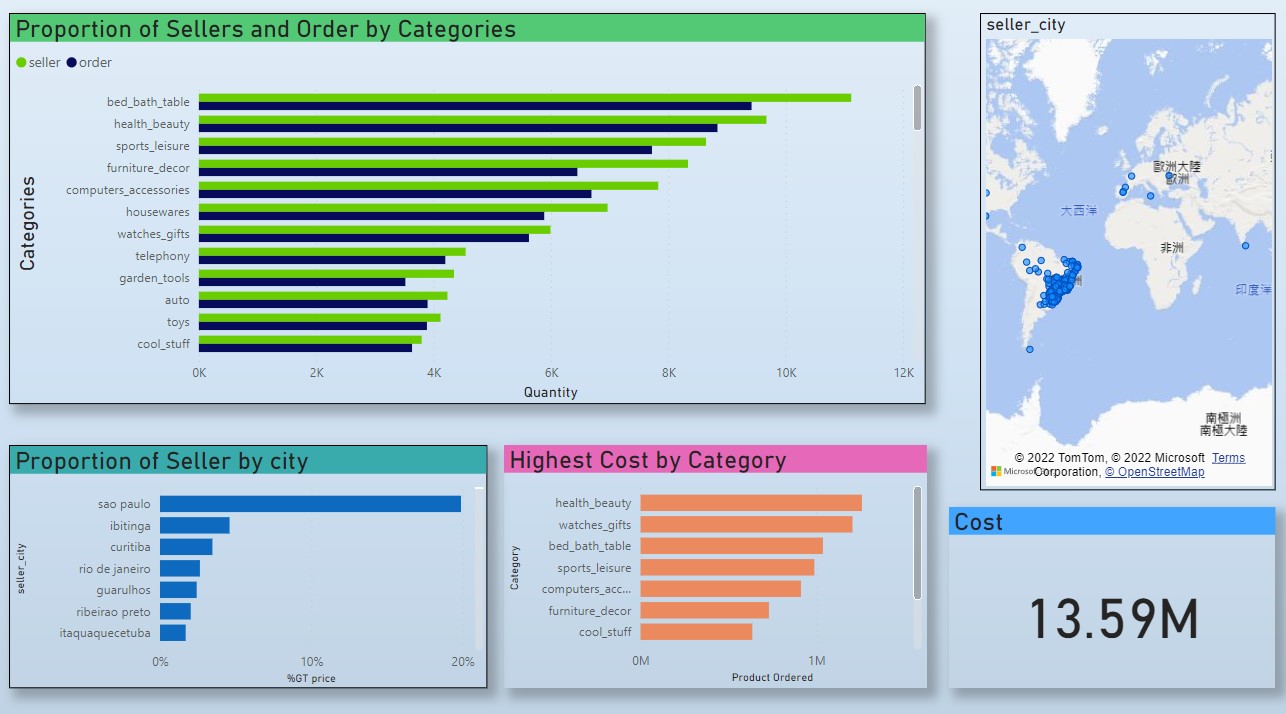 Proportion of Sellers and Order by Categories
seller order
Categories
bed_bath_table
health_beauty
sports_leisure
furniture_decor
computers_accessories
housewares
watches_gifts
telephony
garden_tools
auto
toys
cool_stuff
0K 2K 4K 6K 8K 10K 12K
Quantity
seller_city
歐洲大陸
歐洲
大西洋
非洲
印度洋
洲
南極洲
南極大陸
© 2022 TomTom, © 2022 Microsoft Terms
Corporation, © OpenStreetMap
Proportion of Seller by city
seller_city
sao paulo
ibitinga
curitiba
rio de janeiro
guarulhos
ribeirao preto
itaquaquecetuba
0% 10% 20%
%GT price
Highest Cost by Category
Category
health_beauty
watches_gifts
bed_bath_table
sports_leisure
computers_acc...
furniture_decor
cool_stuff
0M 1M
Product Ordered
Cost
13.59M